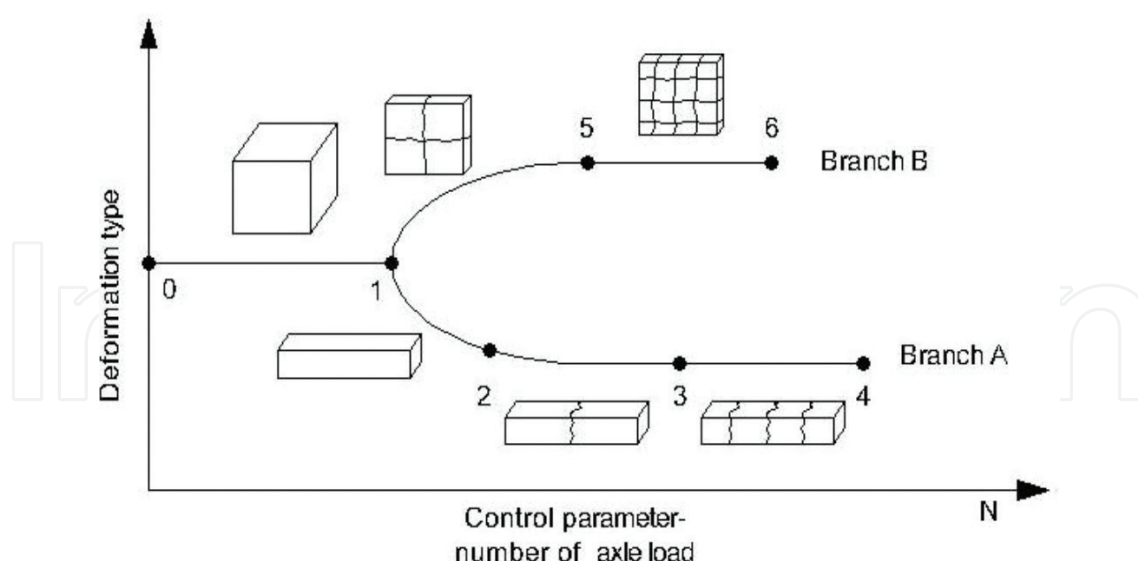 Deformation type
0
1
2
3
4
5
6
Branch B
Branch A
N
Control parameter-
number of axle load